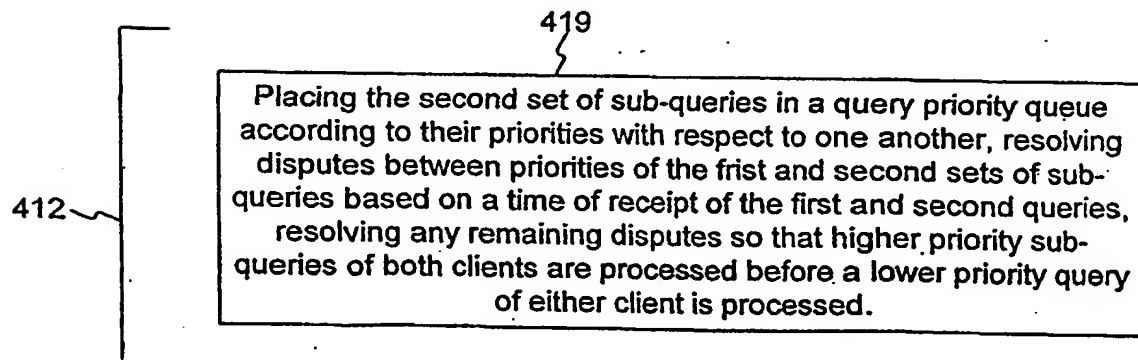 419
Placing the second set of sub-queries in a query priority queue
according to their priorities with respect to one another, resolving
disputes between priorities of the frist and second sets of sub-
queries based on a time of receipt of the first and second queries,
412
resolving any remaining disputes so that higher priority sub-
queries of both clients are processed before a lower priority query
of either client is processed.